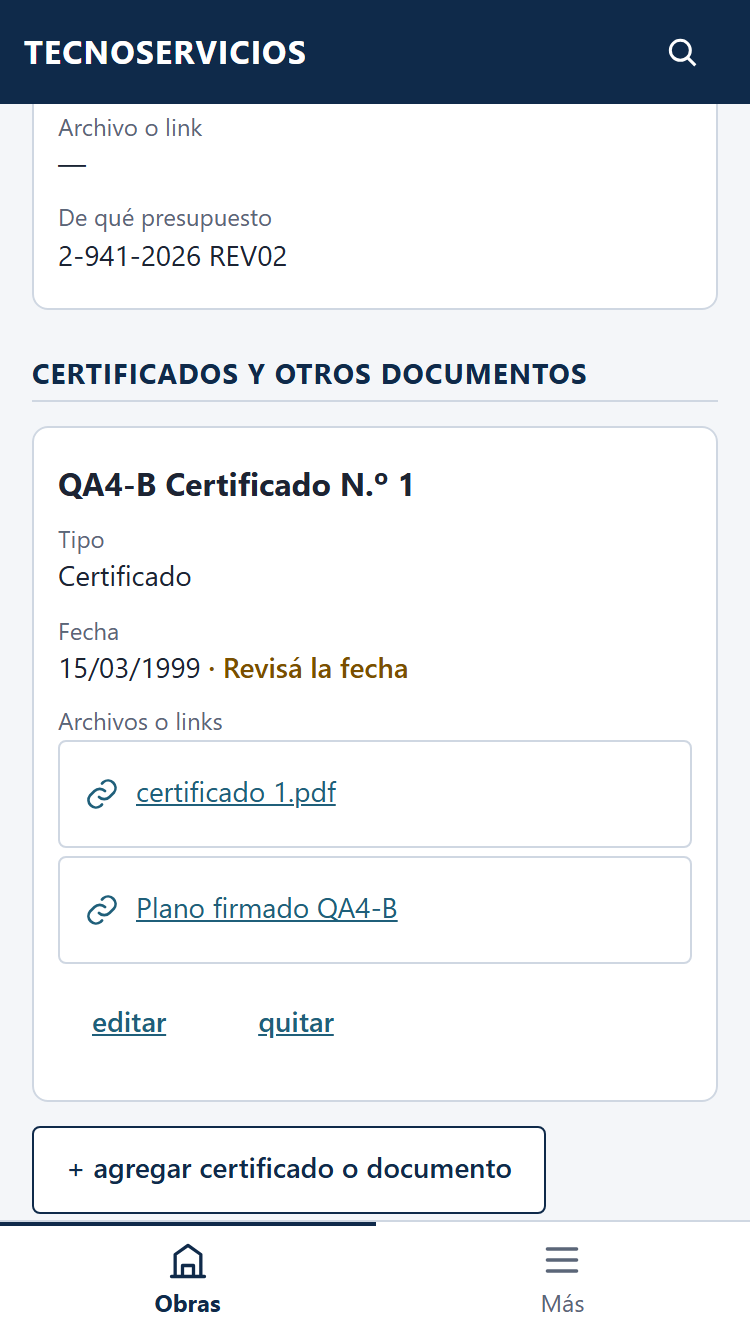 TECNOSERVICIOS
Archivo o link
—
De qué presupuesto
2-941-2026 REV02
CERTIFICADOS Y OTROS DOCUMENTOS
QA4-B Certificado N.º 1
Tipo
Certificado
Fecha
15/03/1999 · Revisá la fecha
Archivos o links
certificado 1.pdf
Plano firmado QA4-B
editar quitar
+ agregar certificado o documento
Obras Más